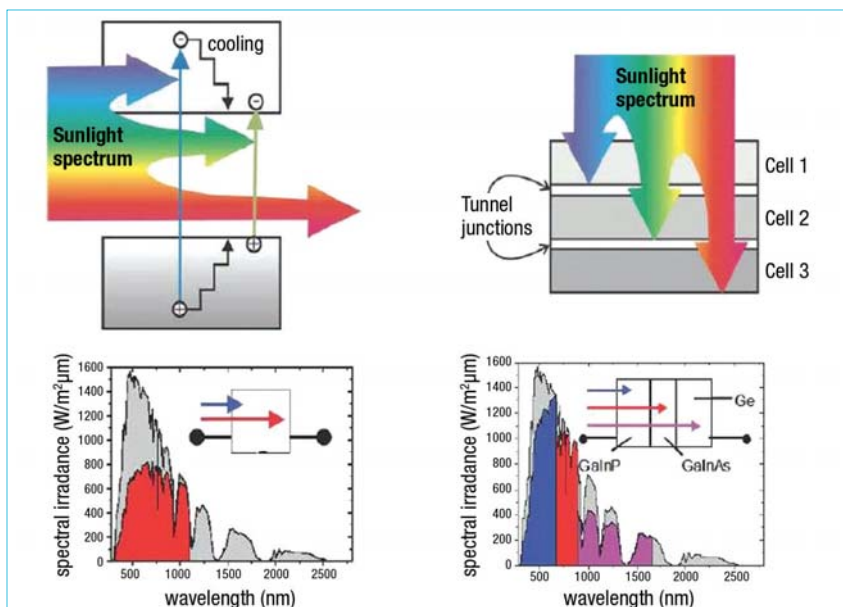 cooling
Sunlight
spectrum
Sunlight
spectrum
Cell 1
Tunnel
junctions
Cell 2
Cell 3
spectral irradance (W/m²µm)
1600
1400
1200
1000
800
600
400
200
0
500 1000 1500 2000 2500
wavelength (nm)
spectral irradance (W/m²µm)
1600
1400
1200
1000
800
600
400
200
0
Ge
GaInP
GaInAs
500 1000 1500 2000 2500
wavelength (nm)